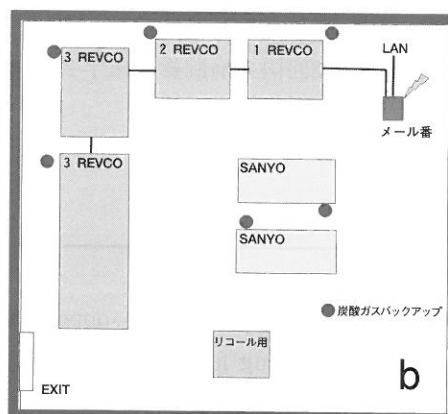 3 REVCO
2 REVCO
1 REVCO
LAN
メール番
3 REVCO
SANYO
SANYO
炭酸ガスバックアップ
リコール用
EXIT
b